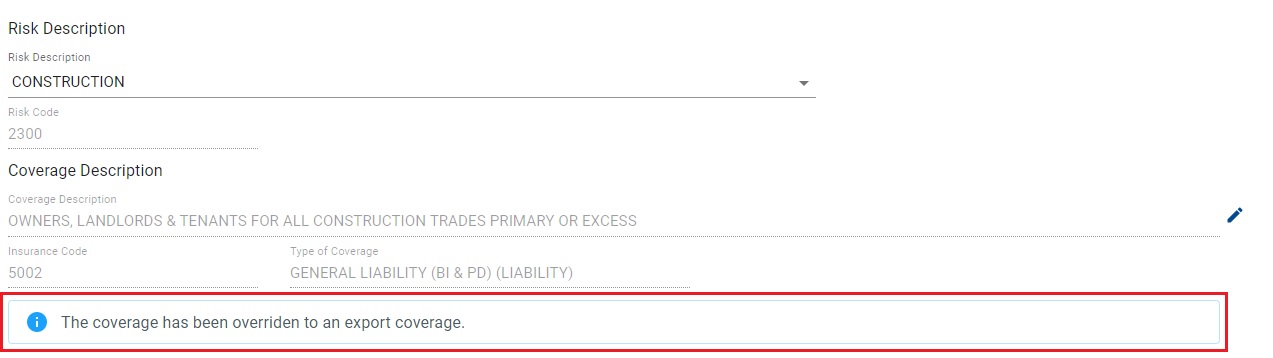 Risk Description
Risk Description
CONSTRUCTION
Risk Code
2300
Coverage Description
Coverage Description
OWNERS, LANDLORDS & TENANTS FOR ALL CONSTRUCTION TRADES PRIMARY OR EXCESS
Insurance Code Type of Coverage
5002 GENERAL LIABILITY (BI & PD) (LIABILITY)
The coverage has been overriden to an export coverage.